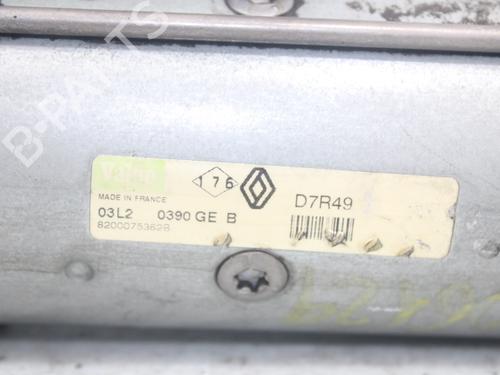 B-PARTS
Valeo
176
D7R49
MADE IN FRANCE
03L2 0390 GE B
8200075362B